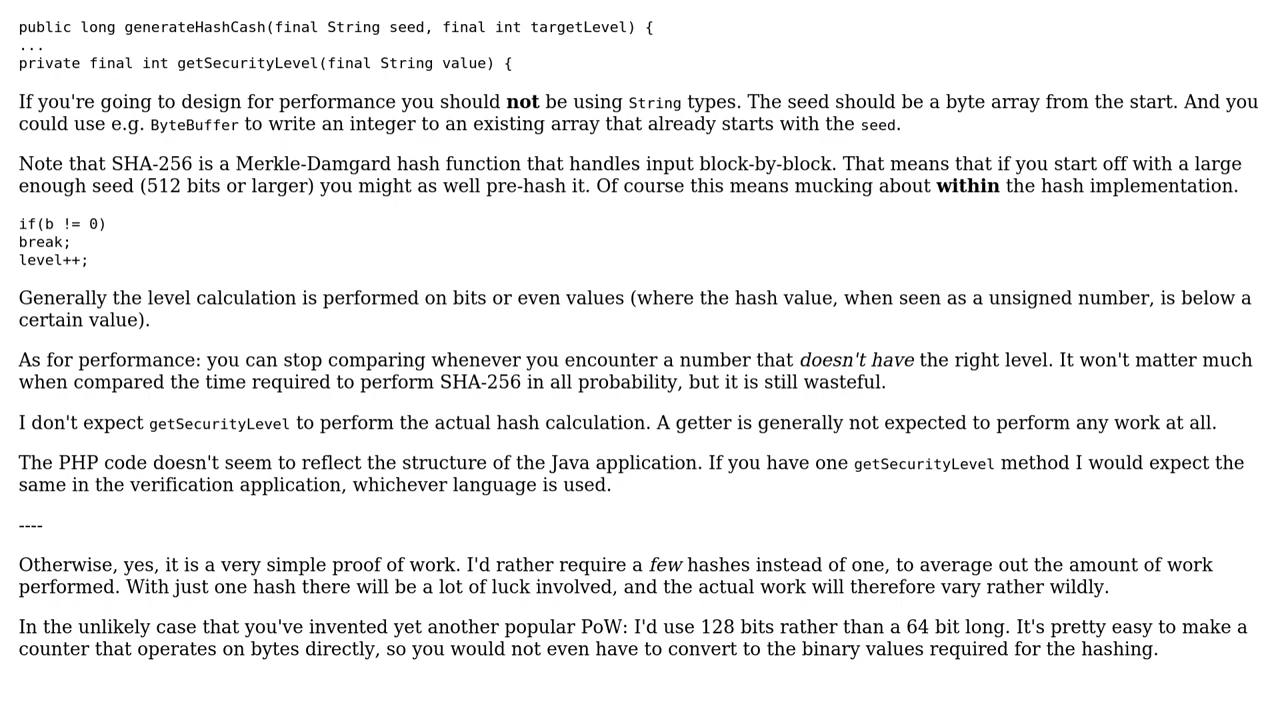 public long generateHashCash(final String seed, final int targetLevel) {
...
private final int getSecurityLevel(final String value) {
If you're going to design for performance you should not be using String types. The seed should be a byte array from the start. And you
could use e.g. ByteBuffer to write an integer to an existing array that already starts with the seed.
Note that SHA-256 is a Merkle-Damgard hash function that handles input block-by-block. That means that if you start off with a large
enough seed (512 bits or larger) you might as well pre-hash it. Of course this means mucking about within the hash implementation.
if(b != 0)
break;
level++;
Generally the level calculation is performed on bits or even values (where the hash value, when seen as a unsigned number, is below a
certain value).
As for performance: you can stop comparing whenever you encounter a number that doesn't have the right level. It won't matter much
when compared the time required to perform SHA-256 in all probability, but it is still wasteful.
I don't expect getSecurityLevel to perform the actual hash calculation. A getter is generally not expected to perform any work at all.
The PHP code doesn't seem to reflect the structure of the Java application. If you have one getSecurityLevel method I would expect the
same in the verification application, whichever language is used.
----
Otherwise, yes, it is a very simple proof of work. I'd rather require a few hashes instead of one, to average out the amount of work
performed. With just one hash there will be a lot of luck involved, and the actual work will therefore vary rather wildly.
In the unlikely case that you've invented yet another popular PoW: I'd use 128 bits rather than a 64 bit long. It's pretty easy to make a
counter that operates on bytes directly, so you would not even have to convert to the binary values required for the hashing.